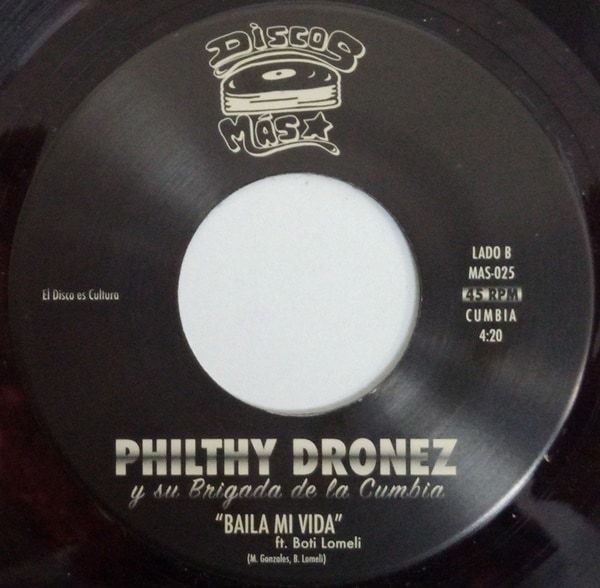 DISCOS
MÁS
LADO B
MAS-025
45 RPM
CUMBIA
4:20
El Disco es Cultura
PHILTHY DRONEZ
y su Brigada de la Cumbia
"BAILA MI VIDA"
ft. Boti Lomeli
(M. Gonzales, B. Lomeli)